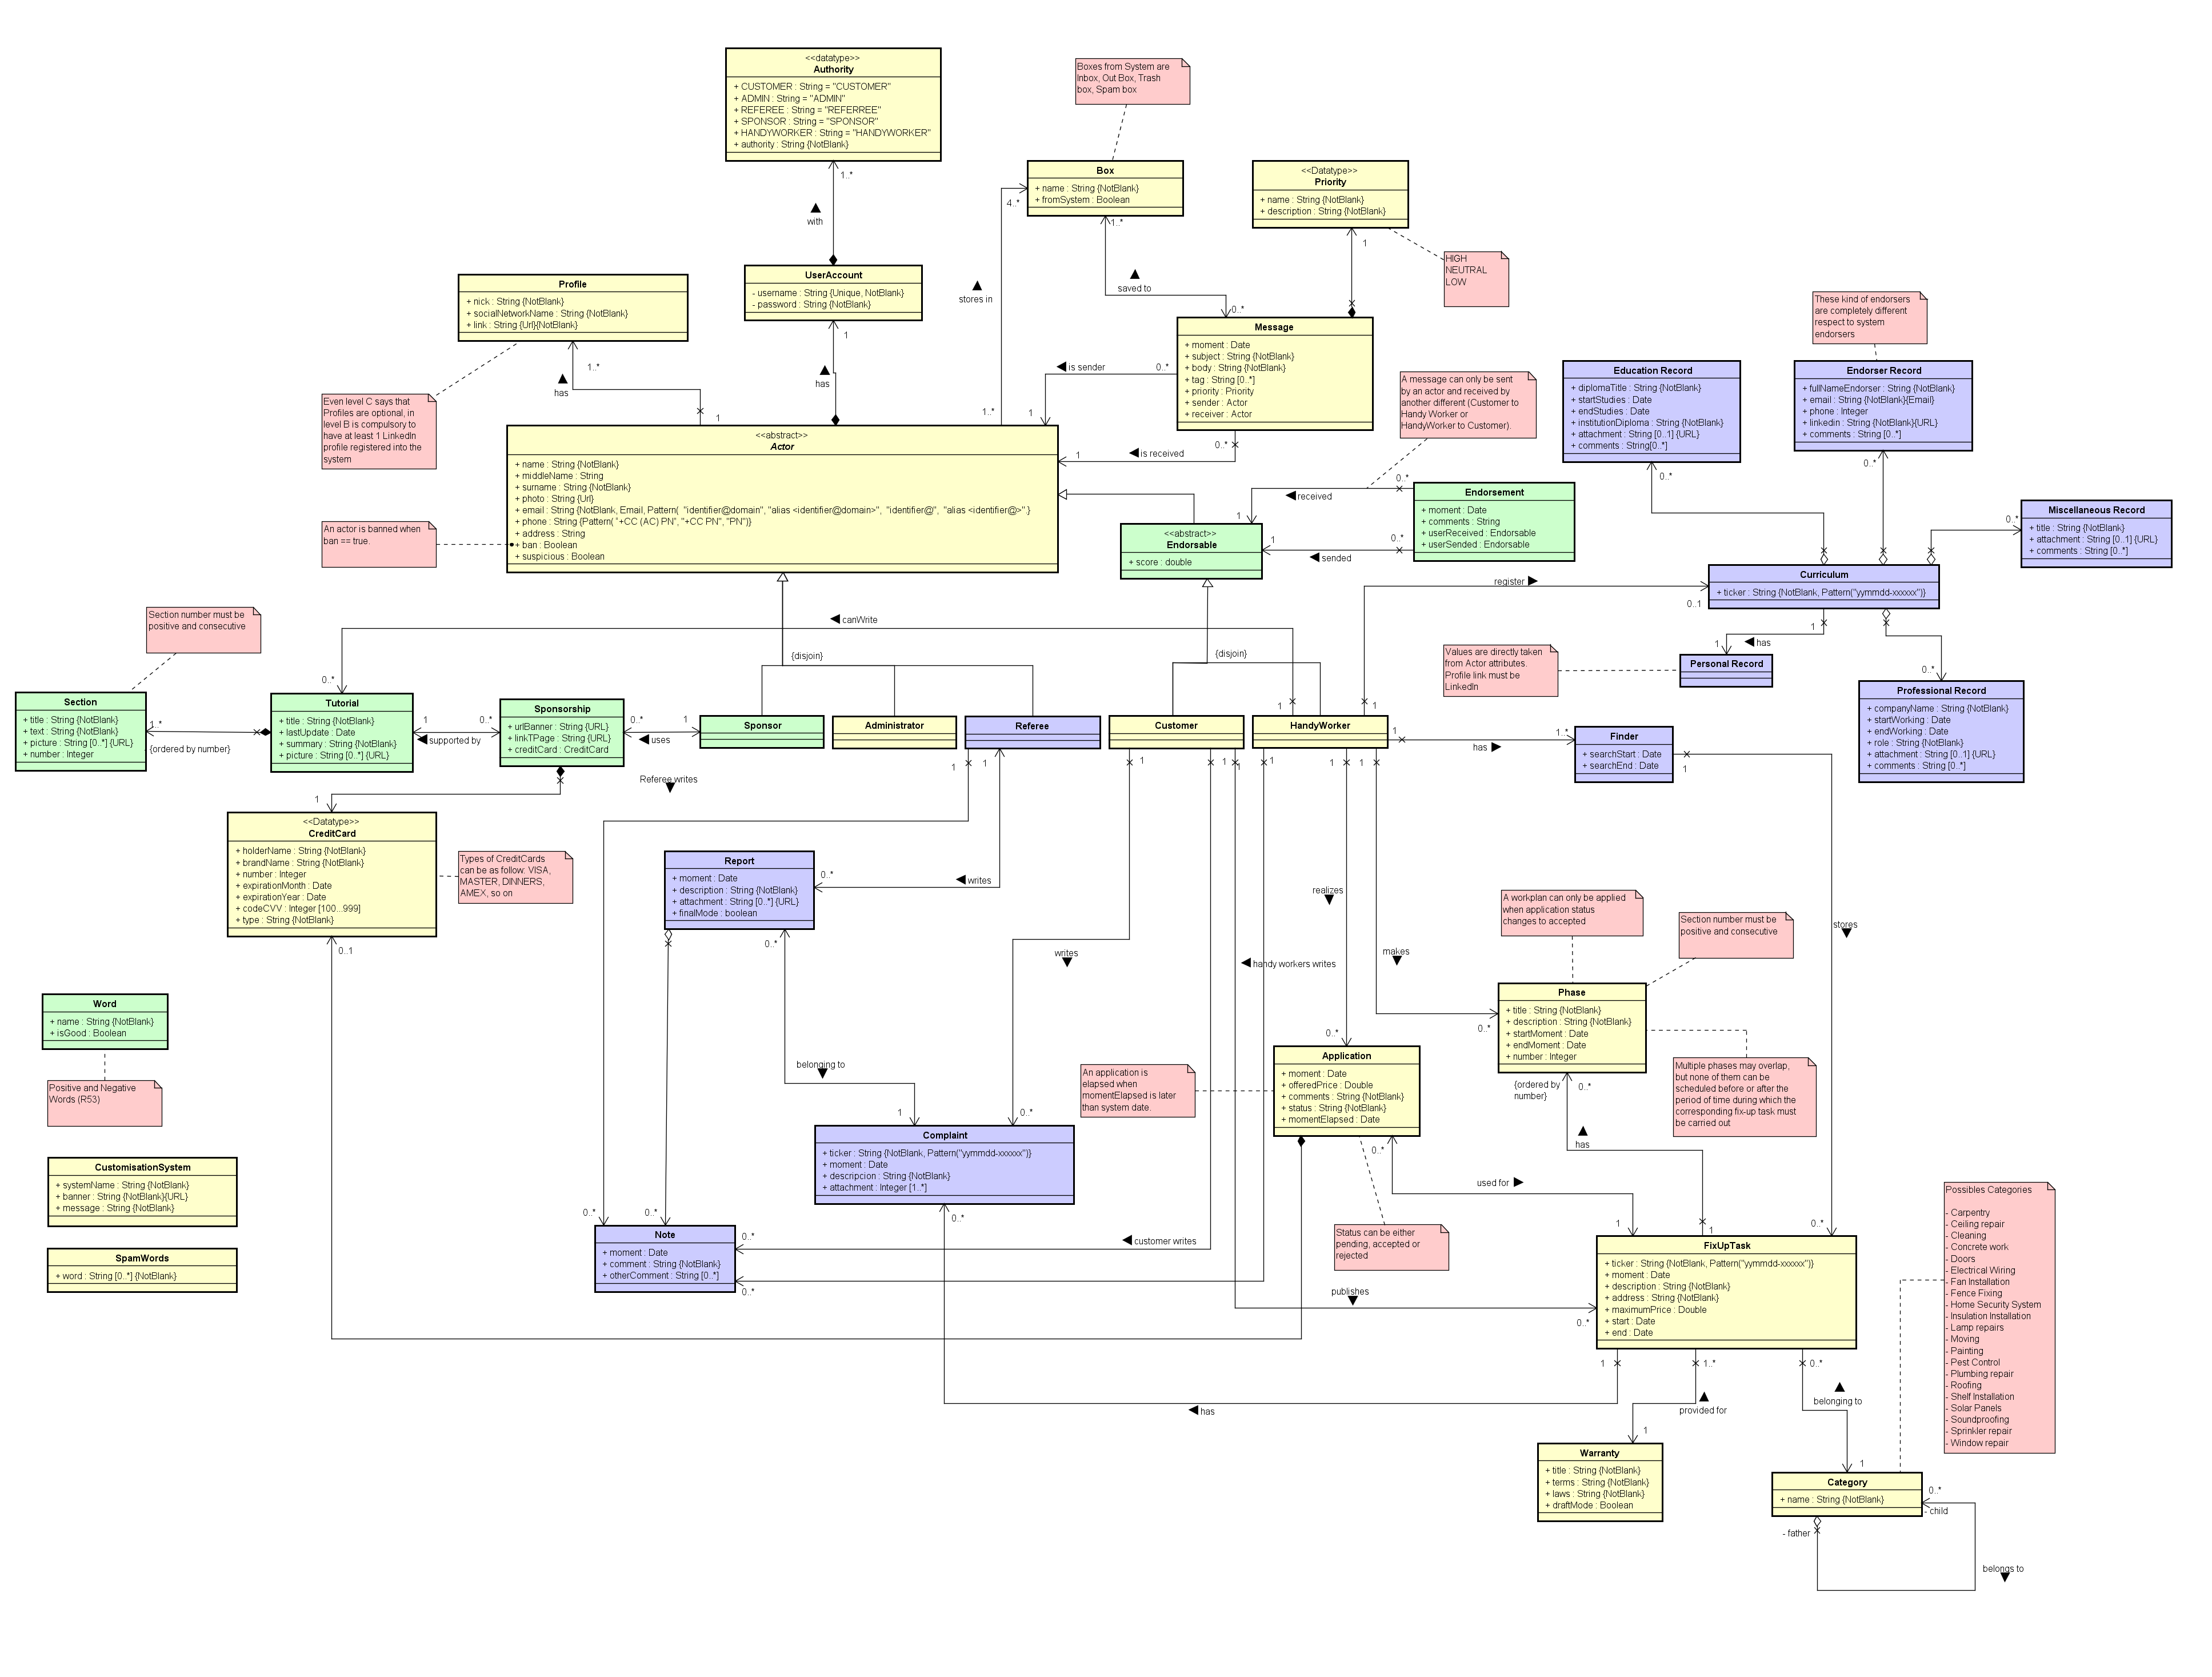 <<datatype>>
Authority
+ CUSTOMER : String = "CUSTOMER"
+ ADMIN : String = "ADMIN"
+ REFEREE : String = "REFERREE"
+ SPONSOR : String = "SPONSOR"
+ HANDYWORKER : String = "HANDYWORKER"
+ authority : String {NotBlank}
1..*
with
Boxes from System are
Inbox, Out Box, Trash
box, Spam box
Box
+ name : String {NotBlank}
+ fromSystem : Boolean
4..*
1..*
stores in
saved to
0..*
<<Datatype>>
Priority
+ name : String {NotBlank}
+ description : String {NotBlank}
1
HIGH
NEUTRAL
LOW
UserAccount
- username : String {Unique, NotBlank}
- password : String {NotBlank}
1
has
Profile
+ nick : String {NotBlank}
+ socialNetworkName : String {NotBlank}
+ link : String {Url}{NotBlank}
1..*
has
1
Even level C says that
Profiles are optional, in
level B is compulsory to
have at least 1 LinkedIn
profile registered into the
system
Message
+ moment : Date
+ subject : String {NotBlank}
+ body : String {NotBlank}
+ tag : String [0..*]
+ priority : Priority
+ sender : Actor
+ receiver : Actor
is sender
0..*
1..*
1
0..*
is received
1
A message can only be sent
by an actor and received by
another different (Customer to
Handy Worker or
HandyWorker to Customer).
These kind of endorsers
are completely different
respect to system
endorsers
Education Record
+ diplomaTitle : String {NotBlank}
+ startStudies : Date
+ endStudies : Date
+ institutionDiploma : String {NotBlank}
+ attachment : String [0..1] {URL}
+ comments : String[0..*]
0..*
Endorser Record
+ fullNameEndorser : String {NotBlank}
+ email : String {NotBlank}{Email}
+ phone : Integer
+ linkedin : String {NotBlank}{URL}
+ comments : String [0..*]
0..*
<<abstract>>
Actor
+ name : String {NotBlank}
+ middleName : String
+ surname : String {NotBlank}
+ photo : String {Url}
+ email : String {NotBlank, Email, Pattern( "identifier@domain", "alias <identifier@domain>", "identifier@", "alias <identifier@>" }
+ phone : String {Pattern( "+CC (AC) PN", "+CC PN", "PN")}
+ address : String
+ ban : Boolean
+ suspicious : Boolean
An actor is banned when
ban == true.
<<abstract>>
Endorsable
+ score : double
Endorsement
+ moment : Date
+ comments : String
+ userReceived : Endorsable
+ userSended : Endorsable
0..*
received
1
1
0..*
sended
Miscellaneous Record
+ title : String {NotBlank}
+ attachment : String [0..1] {URL}
+ comments : String [0..*]
0..*
Curriculum
+ ticker : String {NotBlank, Pattern("yymmdd-xxxxxx")}
register
0..1
1
has
1
Personal Record
Values are directly taken
from Actor attributes.
Profile link must be
LinkedIn
0..*
Professional Record
+ companyName : String {NotBlank}
+ startWorking : Date
+ endWorking : Date
+ role : String {NotBlank}
+ attachment : String [0..1] {URL}
+ comments : String [0..*]
Section number must be
positive and consecutive
canWrite
{disjoin}
{disjoin}
0..*
Section
+ title : String {NotBlank}
+ text : String {NotBlank}
+ picture : String [0..*] {URL}
+ number : Integer
1..*
{ordered by number}
Tutorial
+ title : String {NotBlank}
+ lastUpdate : Date
+ summary : String {NotBlank}
+ picture : String [0..*] {URL}
1
0..*
supported by
Sponsorship
+ urlBanner : String {URL}
+ linkTPage : String {URL}
+ creditCard : CreditCard
0..*
1
uses
Sponsor
Administrator
Referee
Customer
HandyWorker
1
1
1
1..*
has
Finder
+ searchStart : Date
+ searchEnd : Date
1
1
1
1
1
1
1
1
1
Referee writes
1
<<Datatype>>
CreditCard
+ holderName : String {NotBlank}
+ brandName : String {NotBlank}
+ number : Integer
+ expirationMonth : Date
+ expirationYear : Date
+ codeCVV : Integer [100...999]
+ type : String {NotBlank}
0..1
Types of CreditCards
can be as follow: VISA,
MASTER, DINNERS,
AMEX, so on
Report
+ moment : Date
+ description : String {NotBlank}
+ attachment : String [0..*] {URL}
+ finalMode : boolean
0..*
writes
0..*
realizes
writes
handy workers writes
makes
stores
A workplan can only be applied
when application status
changes to accepted
Section number must be
positive and consecutive
Phase
+ title : String {NotBlank}
+ description : String {NotBlank}
+ startMoment : Date
+ endMoment : Date
+ number : Integer
0..*
{ordered by
number}
0..*
has
Multiple phases may overlap,
but none of them can be
scheduled before or after the
period of time during which the
corresponding fix-up task must
be carried out
Word
+ name : String {NotBlank}
+ isGood : Boolean
Positive and Negative
Words (R53)
belonging to
1
0..*
0..*
An application is
elapsed when
momentElapsed is later
than system date.
Application
+ moment : Date
+ offeredPrice : Double
+ comments : String {NotBlank}
+ status : String {NotBlank}
+ momentElapsed : Date
0..*
used for
1
1
0..*
Status can be either
pending, accepted or
rejected
Complaint
+ ticker : String {NotBlank, Pattern("yymmdd-xxxxxx")}
+ moment : Date
+ descripcion : String {NotBlank}
+ attachment : Integer [1..*]
0..*
CustomisationSystem
+ systemName : String {NotBlank}
+ banner : String {NotBlank}{URL}
+ message : String {NotBlank}
SpamWords
+ word : String [0..*] {NotBlank}
0..*
0..*
Note
+ moment : Date
+ comment : String {NotBlank}
+ otherComment : String [0..*]
0..*
0..*
customer writes
publishes
0..*
FixUpTask
+ ticker : String {NotBlank, Pattern("yymmdd-xxxxxx")}
+ moment : Date
+ description : String {NotBlank}
+ address : String {NotBlank}
+ maximumPrice : Double
+ start : Date
+ end : Date
1
1..*
0..*
has
provided for
belonging to
1
1
Possibles Categories
- Carpentry
- Ceiling repair
- Cleaning
- Concrete work
- Doors
- Electrical Wiring
- Fan Installation
- Fence Fixing
- Home Security System
- Insulation Installation
- Lamp repairs
- Moving
- Painting
- Pest Control
- Plumbing repair
- Roofing
- Shelf Installation
- Solar Panels
- Soundproofing
- Sprinkler repair
- Window repair
Warranty
+ title : String {NotBlank}
+ terms : String {NotBlank}
+ laws : String {NotBlank}
+ draftMode : Boolean
Category
+ name : String {NotBlank}
0..*
- child
- father
belongs to